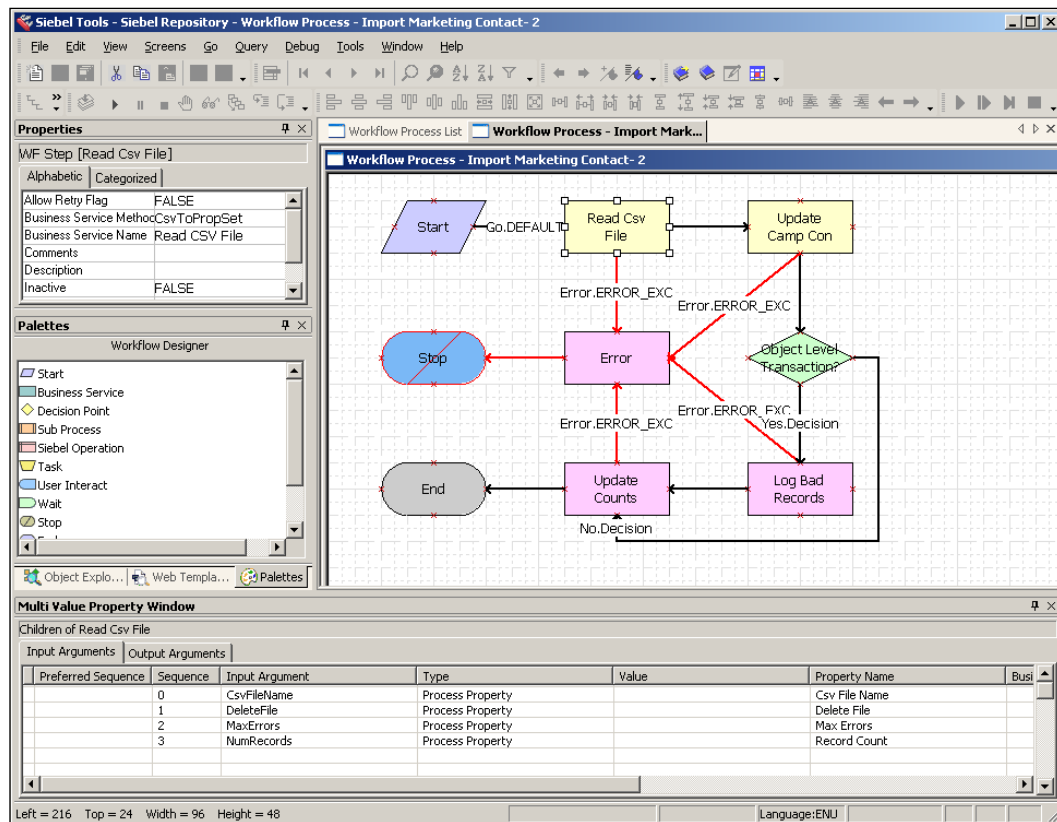 Siebel Tools - Siebel Repository - Workflow Process - Import Marketing Contact- 2
File Edit View Screens Go Query Debug Tools Window Help
Properties
WF Step [Read Csv File]
Alphabetic Categorized
Allow Retry Flag FALSE
Business Service Method CsvToPropSet
Business Service Name Read CSV File
Comments
Description
Inactive FALSE
Palettes
Workflow Designer
Start
Business Service
Decision Point
Sub Process
Siebel Operation
Task
User Interact
Wait
Stop
Object Explo... Web Templa... Palettes
Workflow Process List Workflow Process - Import Mark...
Workflow Process - Import Marketing Contact- 2
Start
Go.DEFAULT
Read Csv
File
Update
Camp Con
Error.ERROR_EXC
Error.ERROR_EXC
Stop
Error
Object Level
Transaction?
Error.ERROR_EXC
Error.ERROR_EXC
Yes.Decision
End
Update
Counts
Log Bad
Records
No.Decision
Multi Value Property Window
Children of Read Csv File
Input Arguments Output Arguments
Preferred Sequence Sequence Input Argument Type Value Property Name Busi
0 CsvFileName Process Property Csv File Name
1 DeleteFile Process Property Delete File
2 MaxErrors Process Property Max Errors
3 NumRecords Process Property Record Count
Left = 216 Top = 24 Width = 96 Height = 48 Language:ENU